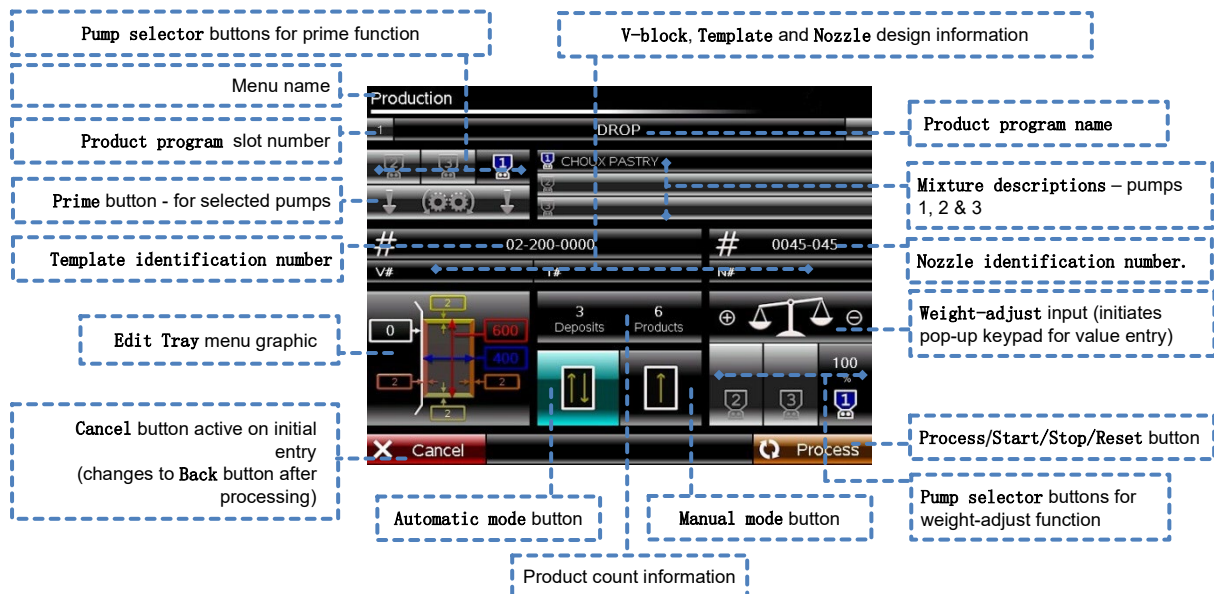 Pump selector buttons for prime function
V-block, Template and Nozzle design information
Menu name
Product program slot number
Prime button - for selected pumps
Template identification number
Edit Tray menu graphic
Cancel button active on initial
entry
(changes to Back button after
processing)
Production
1
DROP
2
3
1
1 CHOUX PASTRY
2
3
# 02-200-0000
# 0045-045
V#
T#
N#
2
0
600
400
2
2
2
3
Deposits
6
Products
100
%
2
3
1
Cancel
Process
Product program name
Mixture descriptions – pumps
1, 2 & 3
Nozzle identification number.
Weight-adjust input (initiates
pop-up keypad for value entry)
Process/Start/Stop/Reset button
Pump selector buttons for
weight-adjust function
Automatic mode button
Manual mode button
Product count information